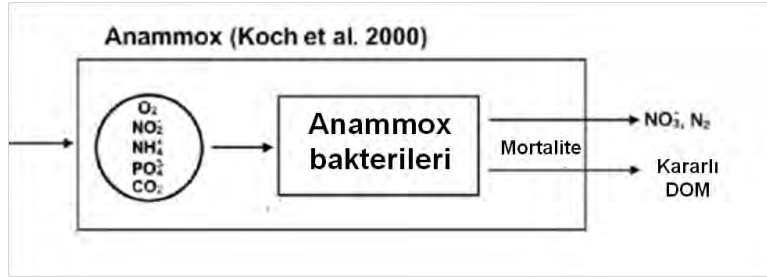 Anammox (Koch et al. 2000)
O₂
NO₂⁻
NH₄⁺
PO₄³⁻
CO₂
Anammox
bakterileri
Mortalite
NO₃⁻, N₂
Kararlı
DOM